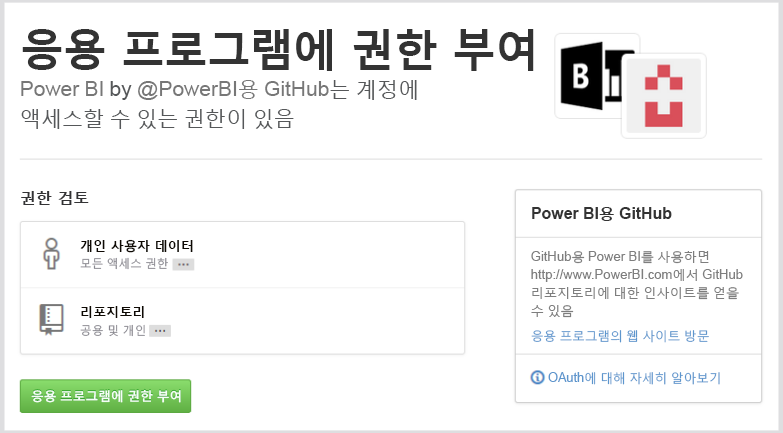 응용 프로그램에 권한 부여
Power BI by @PowerBI용 GitHub는 계정에
액세스할 수 있는 권한이 있음
B
권한 검토
개인 사용자 데이터
모든 액세스 권한 ...
리포지토리
공용 및 개인 ...
응용 프로그램에 권한 부여
Power BI용 GitHub
GitHub용 Power BI를 사용하면
http://www.PowerBI.com에서 GitHub
리포지토리에 대한 인사이트를 얻을
수 있음
응용 프로그램의 웹 사이트 방문
OAuth에 대해 자세히 알아보기